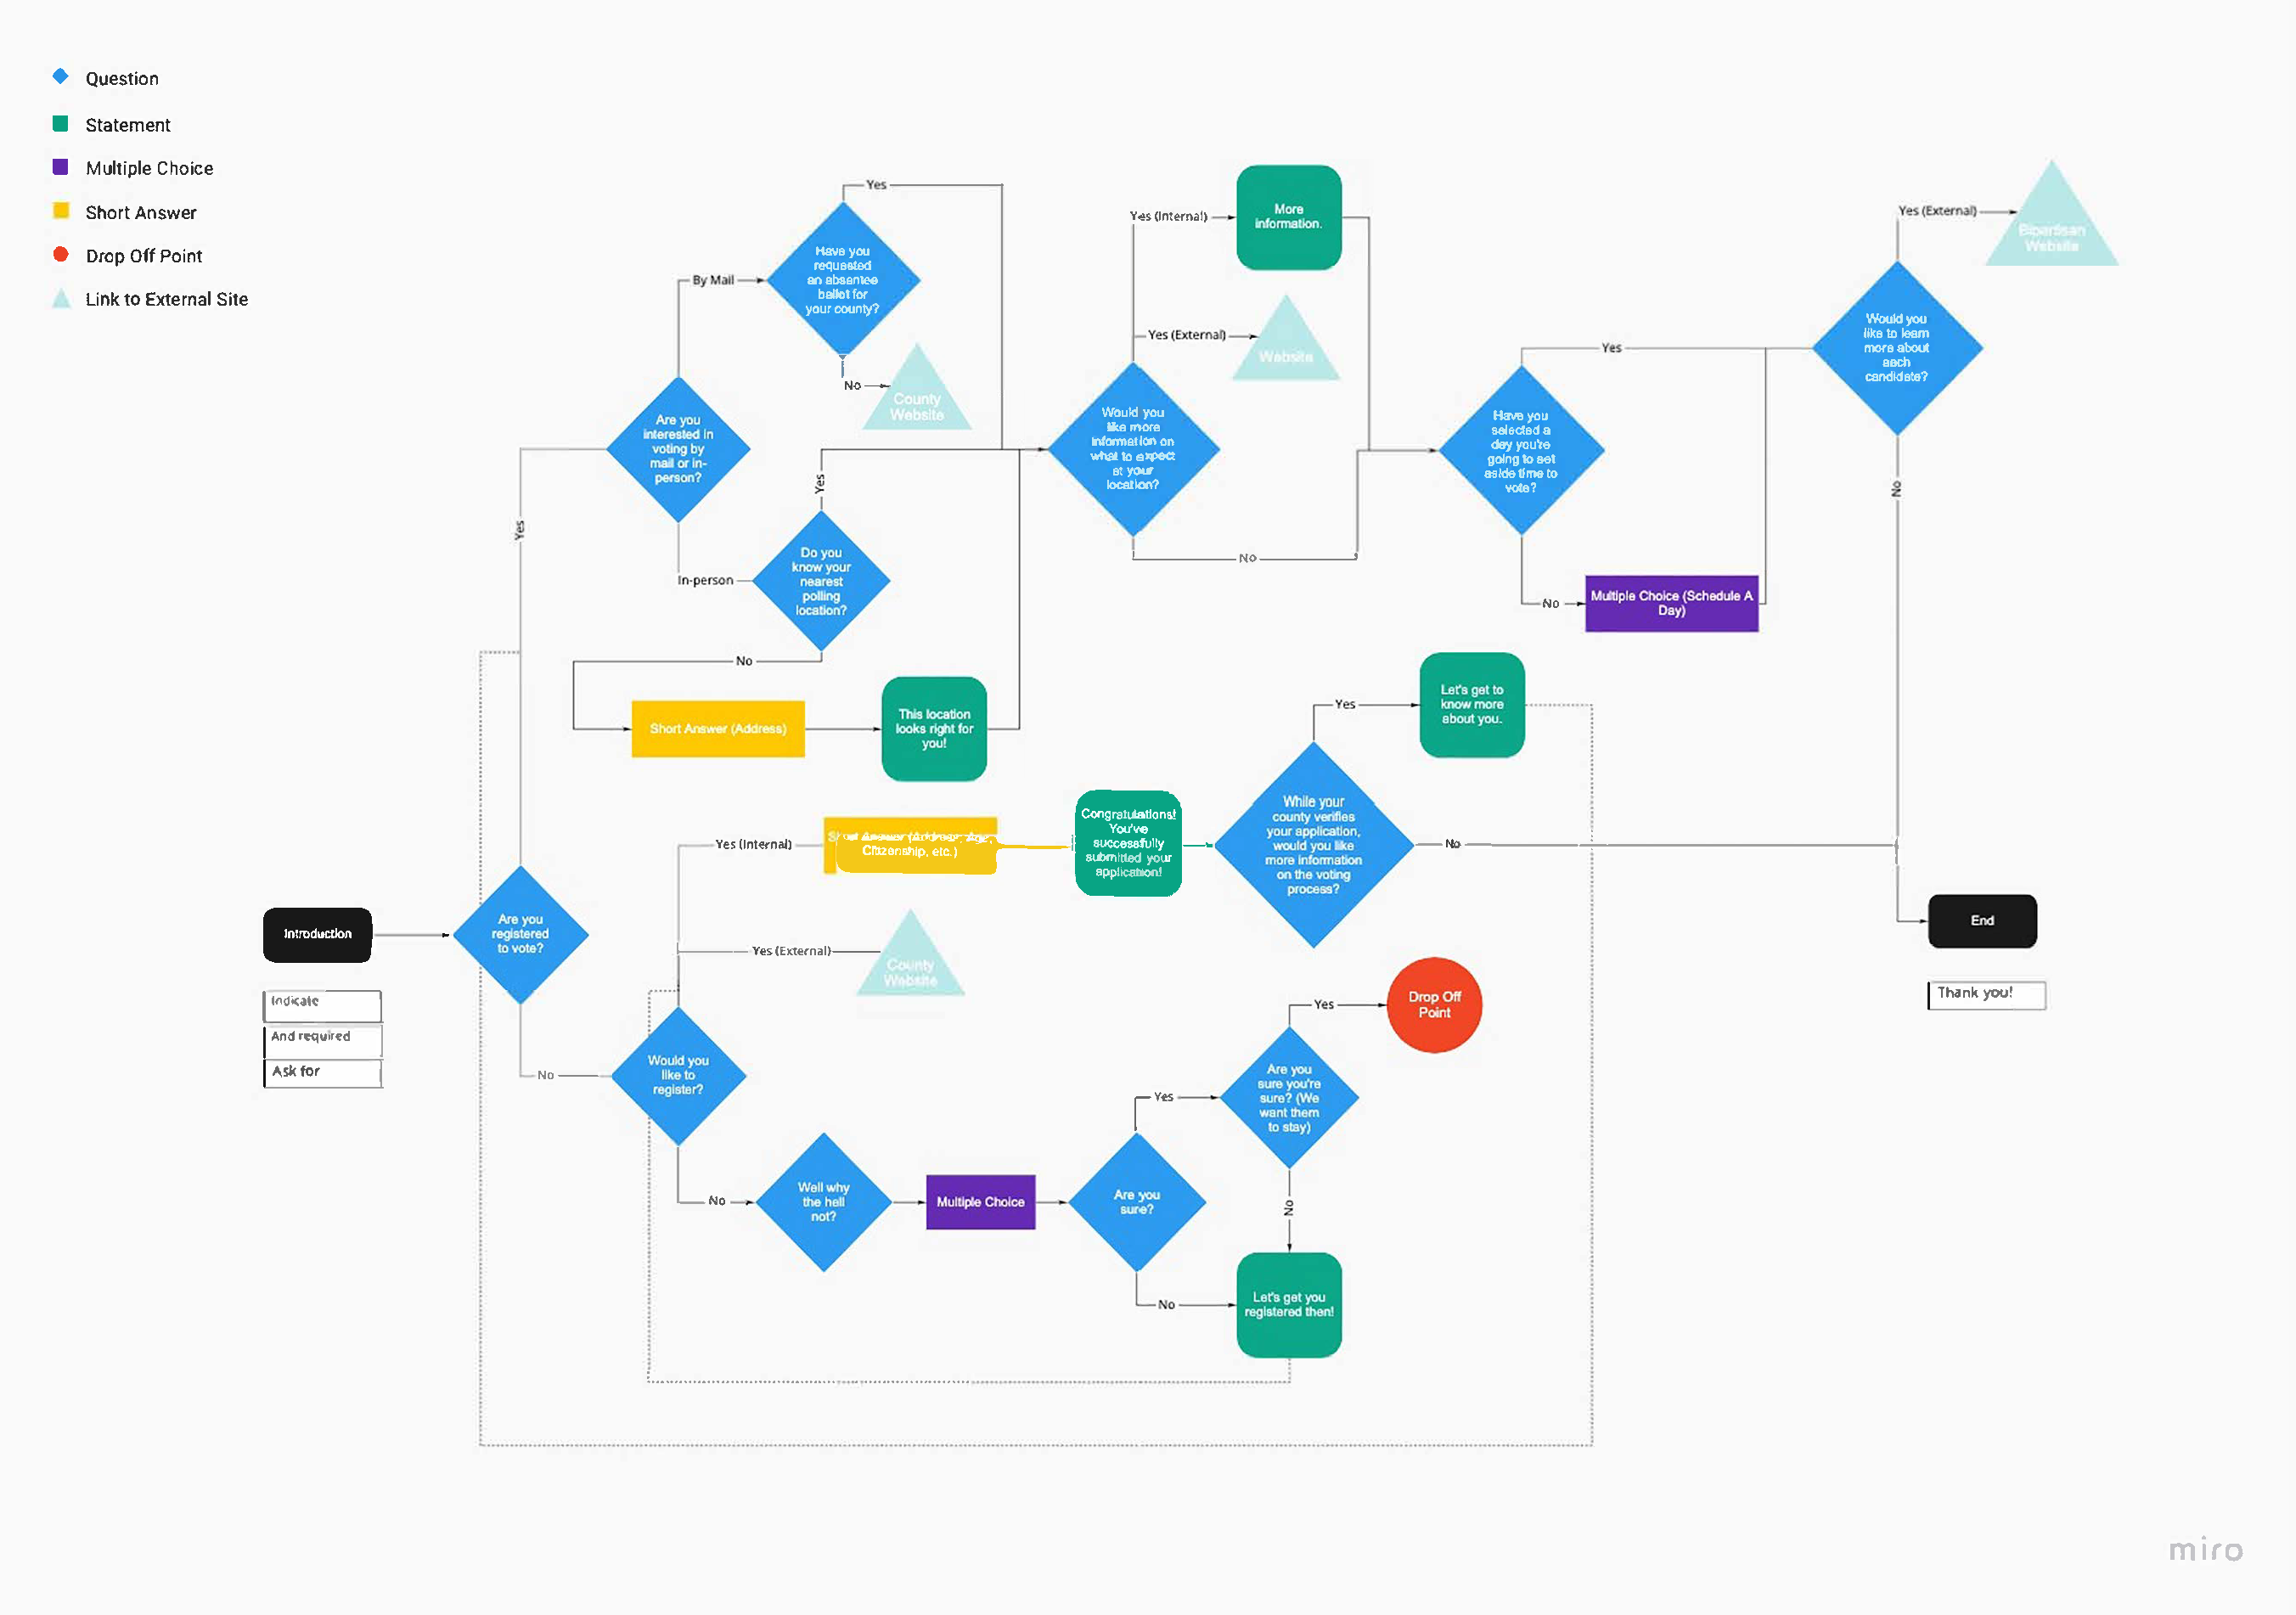 Question
Statement
Multiple Choice
Short Answer
Drop Off Point
Link to External Site
Introduction
Indicate
And required
Ask for
Are you
registered
to vote?
Yes
No
Are you
interested in
voting by
mail or in-
person?
By Mail
In-person
Have you
requested
an absentee
ballot for
your county?
Yes
No
County
Website
Do you
know your
nearest
polling
location?
Yes
No
Short Answer (Address)
This location
looks right for
you!
Would you
like more
information on
what to expect
at your
location?
Yes (Internal)
More
information.
Yes (External)
Website
No
Have you
selected a
day you're
going to set
aside time to
vote?
Yes
No
Multiple Choice (Schedule A
Day)
Would you
like to learn
more about
each
candidate?
Yes (External)
Bipartisan
Website
No
Would you
like to
register?
Yes (Internal)
Short Answer (Address, Age,
Citizenship, etc.)
Congratulations!
You've
successfully
submitted your
application!
While your
county verifies
your application,
would you like
more information
on the voting
process?
Yes
Let's get to
know more
about you.
No
Yes (External)
County
Website
No
Well why
the hell
not?
Multiple Choice
Are you
sure?
Yes
Are you
sure you're
sure? (We
want them
to stay)
Yes
Drop Off
Point
No
No
Let's get you
registered then!
End
Thank you!
miro